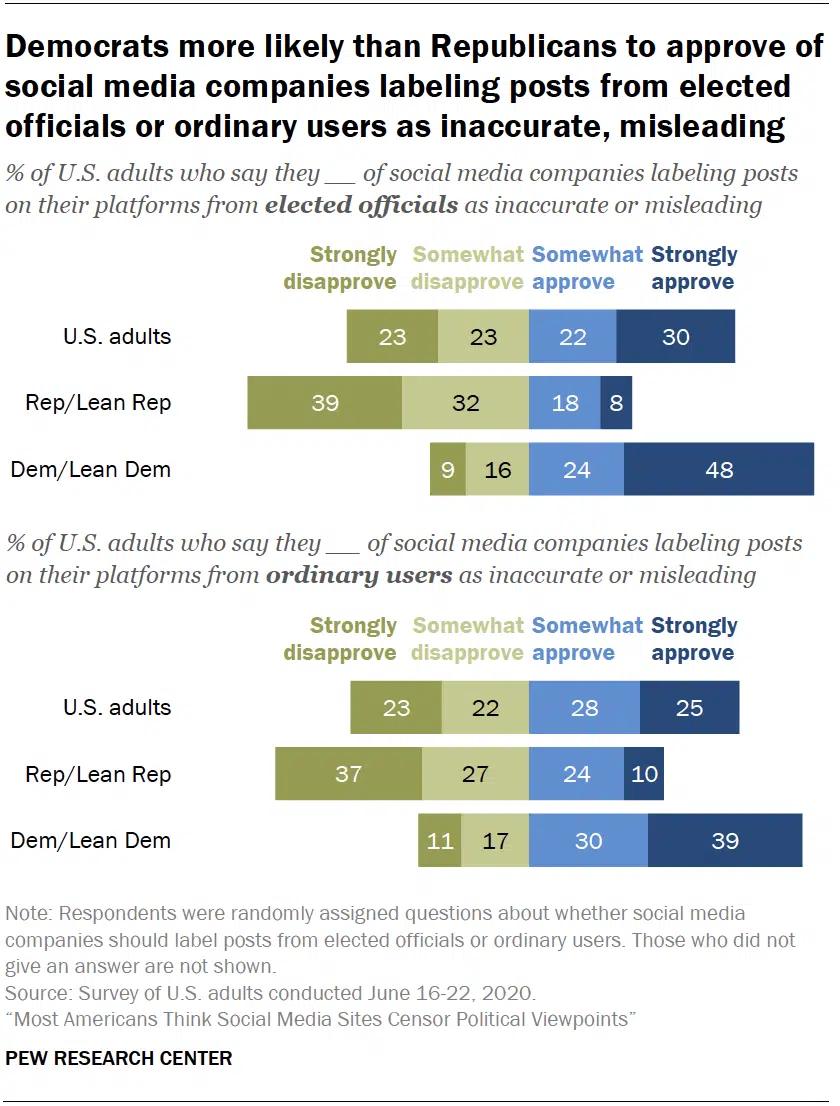 Democrats more likely than Republicans to approve of
social media companies labeling posts from elected
officials or ordinary users as inaccurate, misleading
% of U.S. adults who say they __ of social media companies labeling posts
on their platforms from elected officials as inaccurate or misleading
Strongly Somewhat Somewhat Strongly
disapprove disapprove approve approve
U.S. adults 23 23 22 30
Rep/Lean Rep 39 32 18 8
Dem/Lean Dem 9 16 24 48
% of U.S. adults who say they __ of social media companies labeling posts
on their platforms from ordinary users as inaccurate or misleading
Strongly Somewhat Somewhat Strongly
disapprove disapprove approve approve
U.S. adults 23 22 28 25
Rep/Lean Rep 37 27 24 10
Dem/Lean Dem 11 17 30 39
Note: Respondents were randomly assigned questions about whether social media
companies should label posts from elected officials or ordinary users. Those who did not
give an answer are not shown.
Source: Survey of U.S. adults conducted June 16-22, 2020.
“Most Americans Think Social Media Sites Censor Political Viewpoints”
PEW RESEARCH CENTER